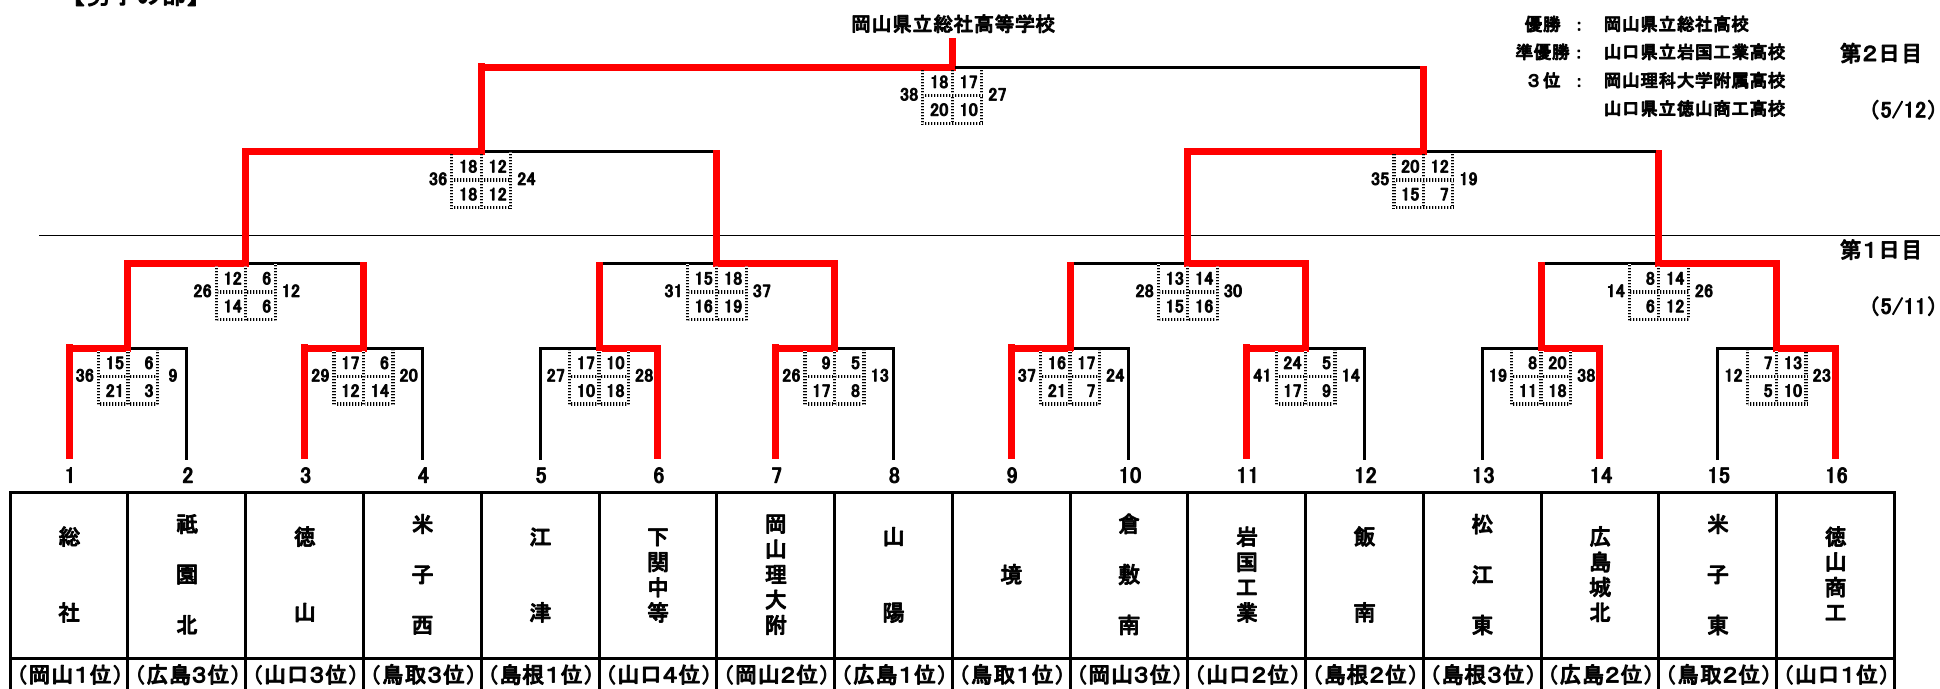 【男子の部】
岡山県立総社高等学校
優勝 : 岡山県立総社高校
準優勝 : 山口県立岩国工業高校 第2日目
3位 : 岡山理科大学附属高校
山口県立徳山商工高校 (5/12)
38 18 17 27
20 10
36 18 12 24
18 12
35 20 12 19
15 7
第1日目
(5/11)
26 12 6 12
14 6
31 15 18 37
16 19
28 13 14 30
15 16
14 8 14 26
6 12
36 15 6 9
21 3
29 17 6 20
12 14
27 17 10 28
10 18
26 9 5 13
17 8
37 16 17 24
21 7
41 24 5 14
17 9
19 8 20 38
11 18
12 7 13 23
5 10
1 2 3 4 5 6 7 8 9 10 11 12 13 14 15 16
総社
祗園北
徳山
米子西
江津
下関中等
岡山理大附
山陽
境
倉敷南
岩国工業
飯南
松江東
広島城北
米子東
徳山商工
(岡山1位) (広島3位) (山口3位) (鳥取3位) (島根1位) (山口4位) (岡山2位) (広島1位) (鳥取1位) (岡山3位) (山口2位) (島根2位) (島根3位) (広島2位) (鳥取2位) (山口1位)